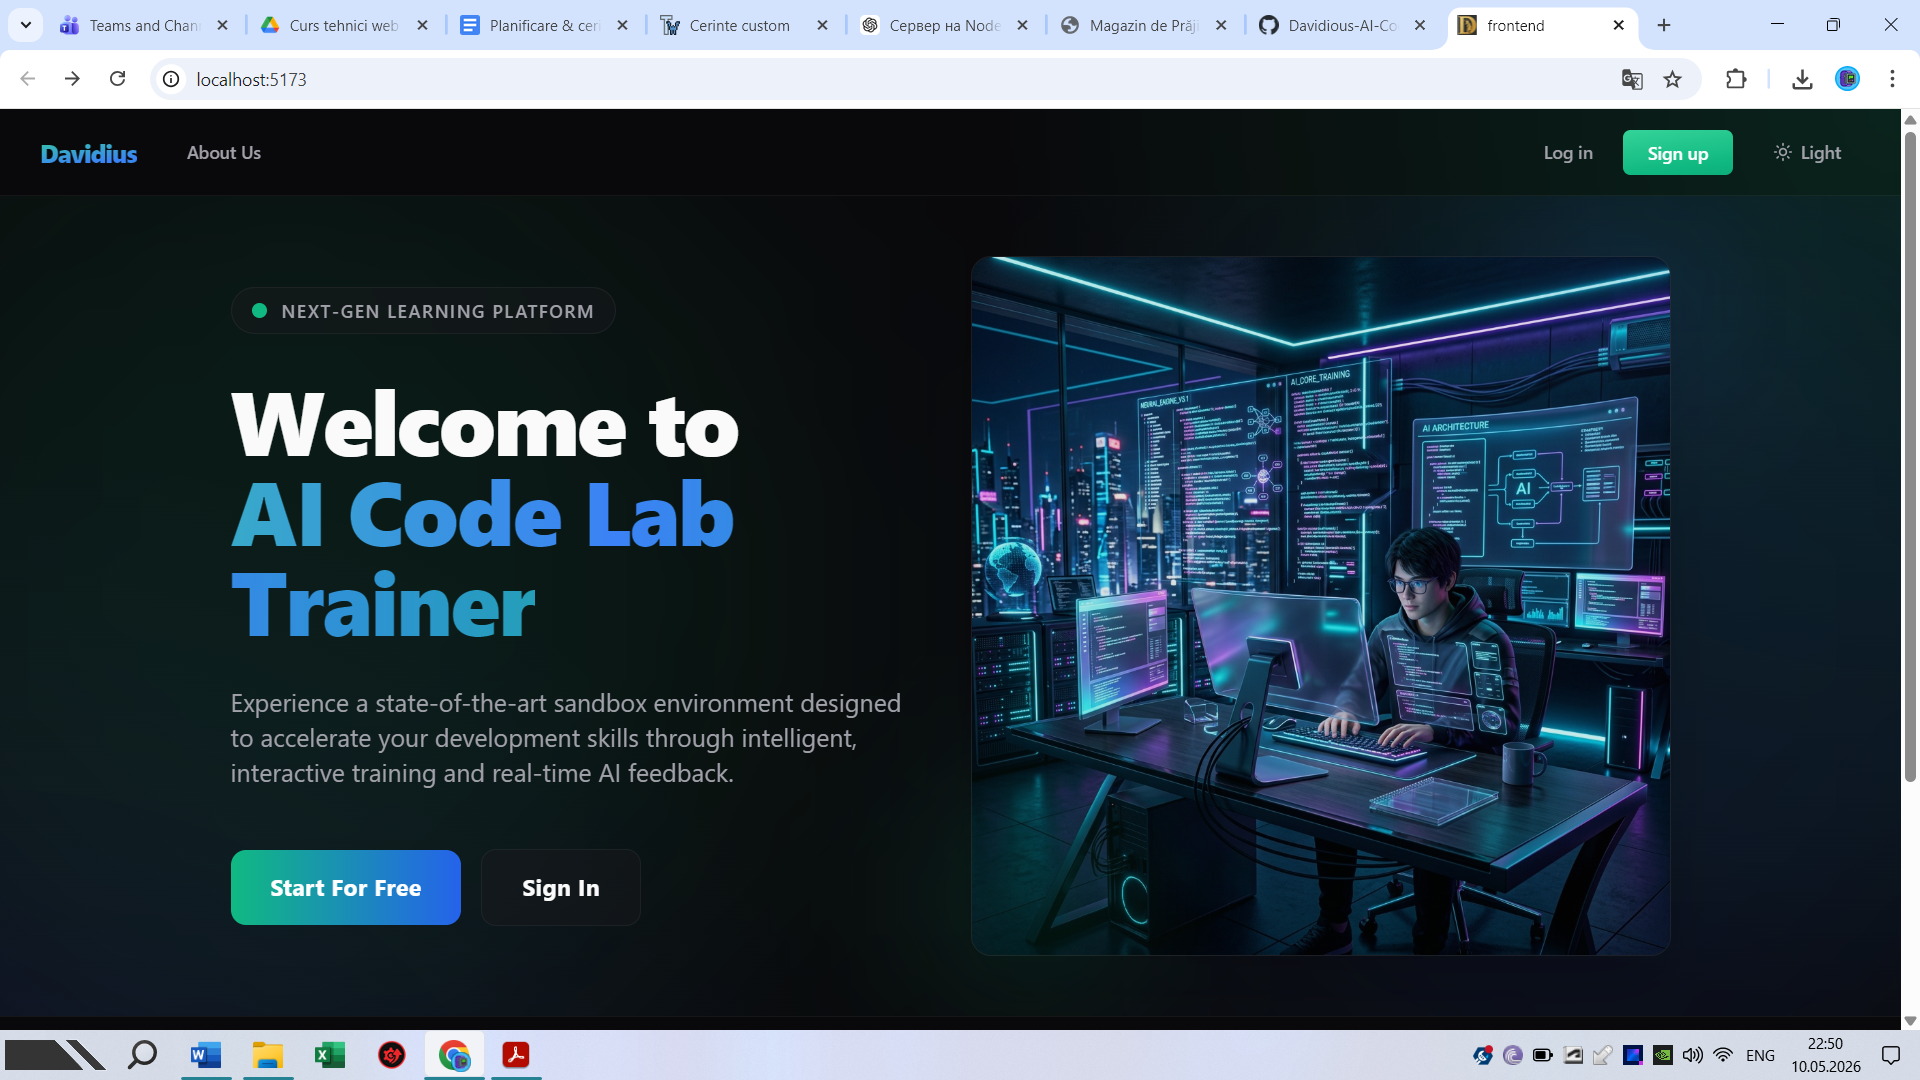 Teams and Chan
Curs tehnici web
Planificare & ceri
Cerinte custom
Сервер на Node
Magazin de Prăji
Davidious-AI-Co
frontend
localhost:5173
Davidius
About Us
Log in
Sign up
Light
NEXT-GEN LEARNING PLATFORM
Welcome to
AI Code Lab
Trainer
Experience a state-of-the-art sandbox environment designed
to accelerate your development skills through intelligent,
interactive training and real-time AI feedback.
Start For Free
Sign In
AI_CORE_TRAINING
AI ARCHITECTURE
AI
ENG
22:50
10.05.2026